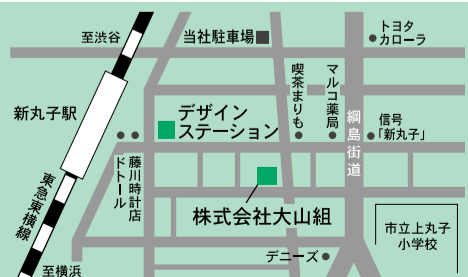 至渋谷
当社駐車場
トヨタ
カローラ
喫茶まりも
マルコ薬局
綱島街道
信号
「新丸子」
新丸子駅
デザイン
ステーション
藤川時計店
ドトール
東急東横線
株式会社大山組
市立上丸子
小学校
デニーズ
至横浜